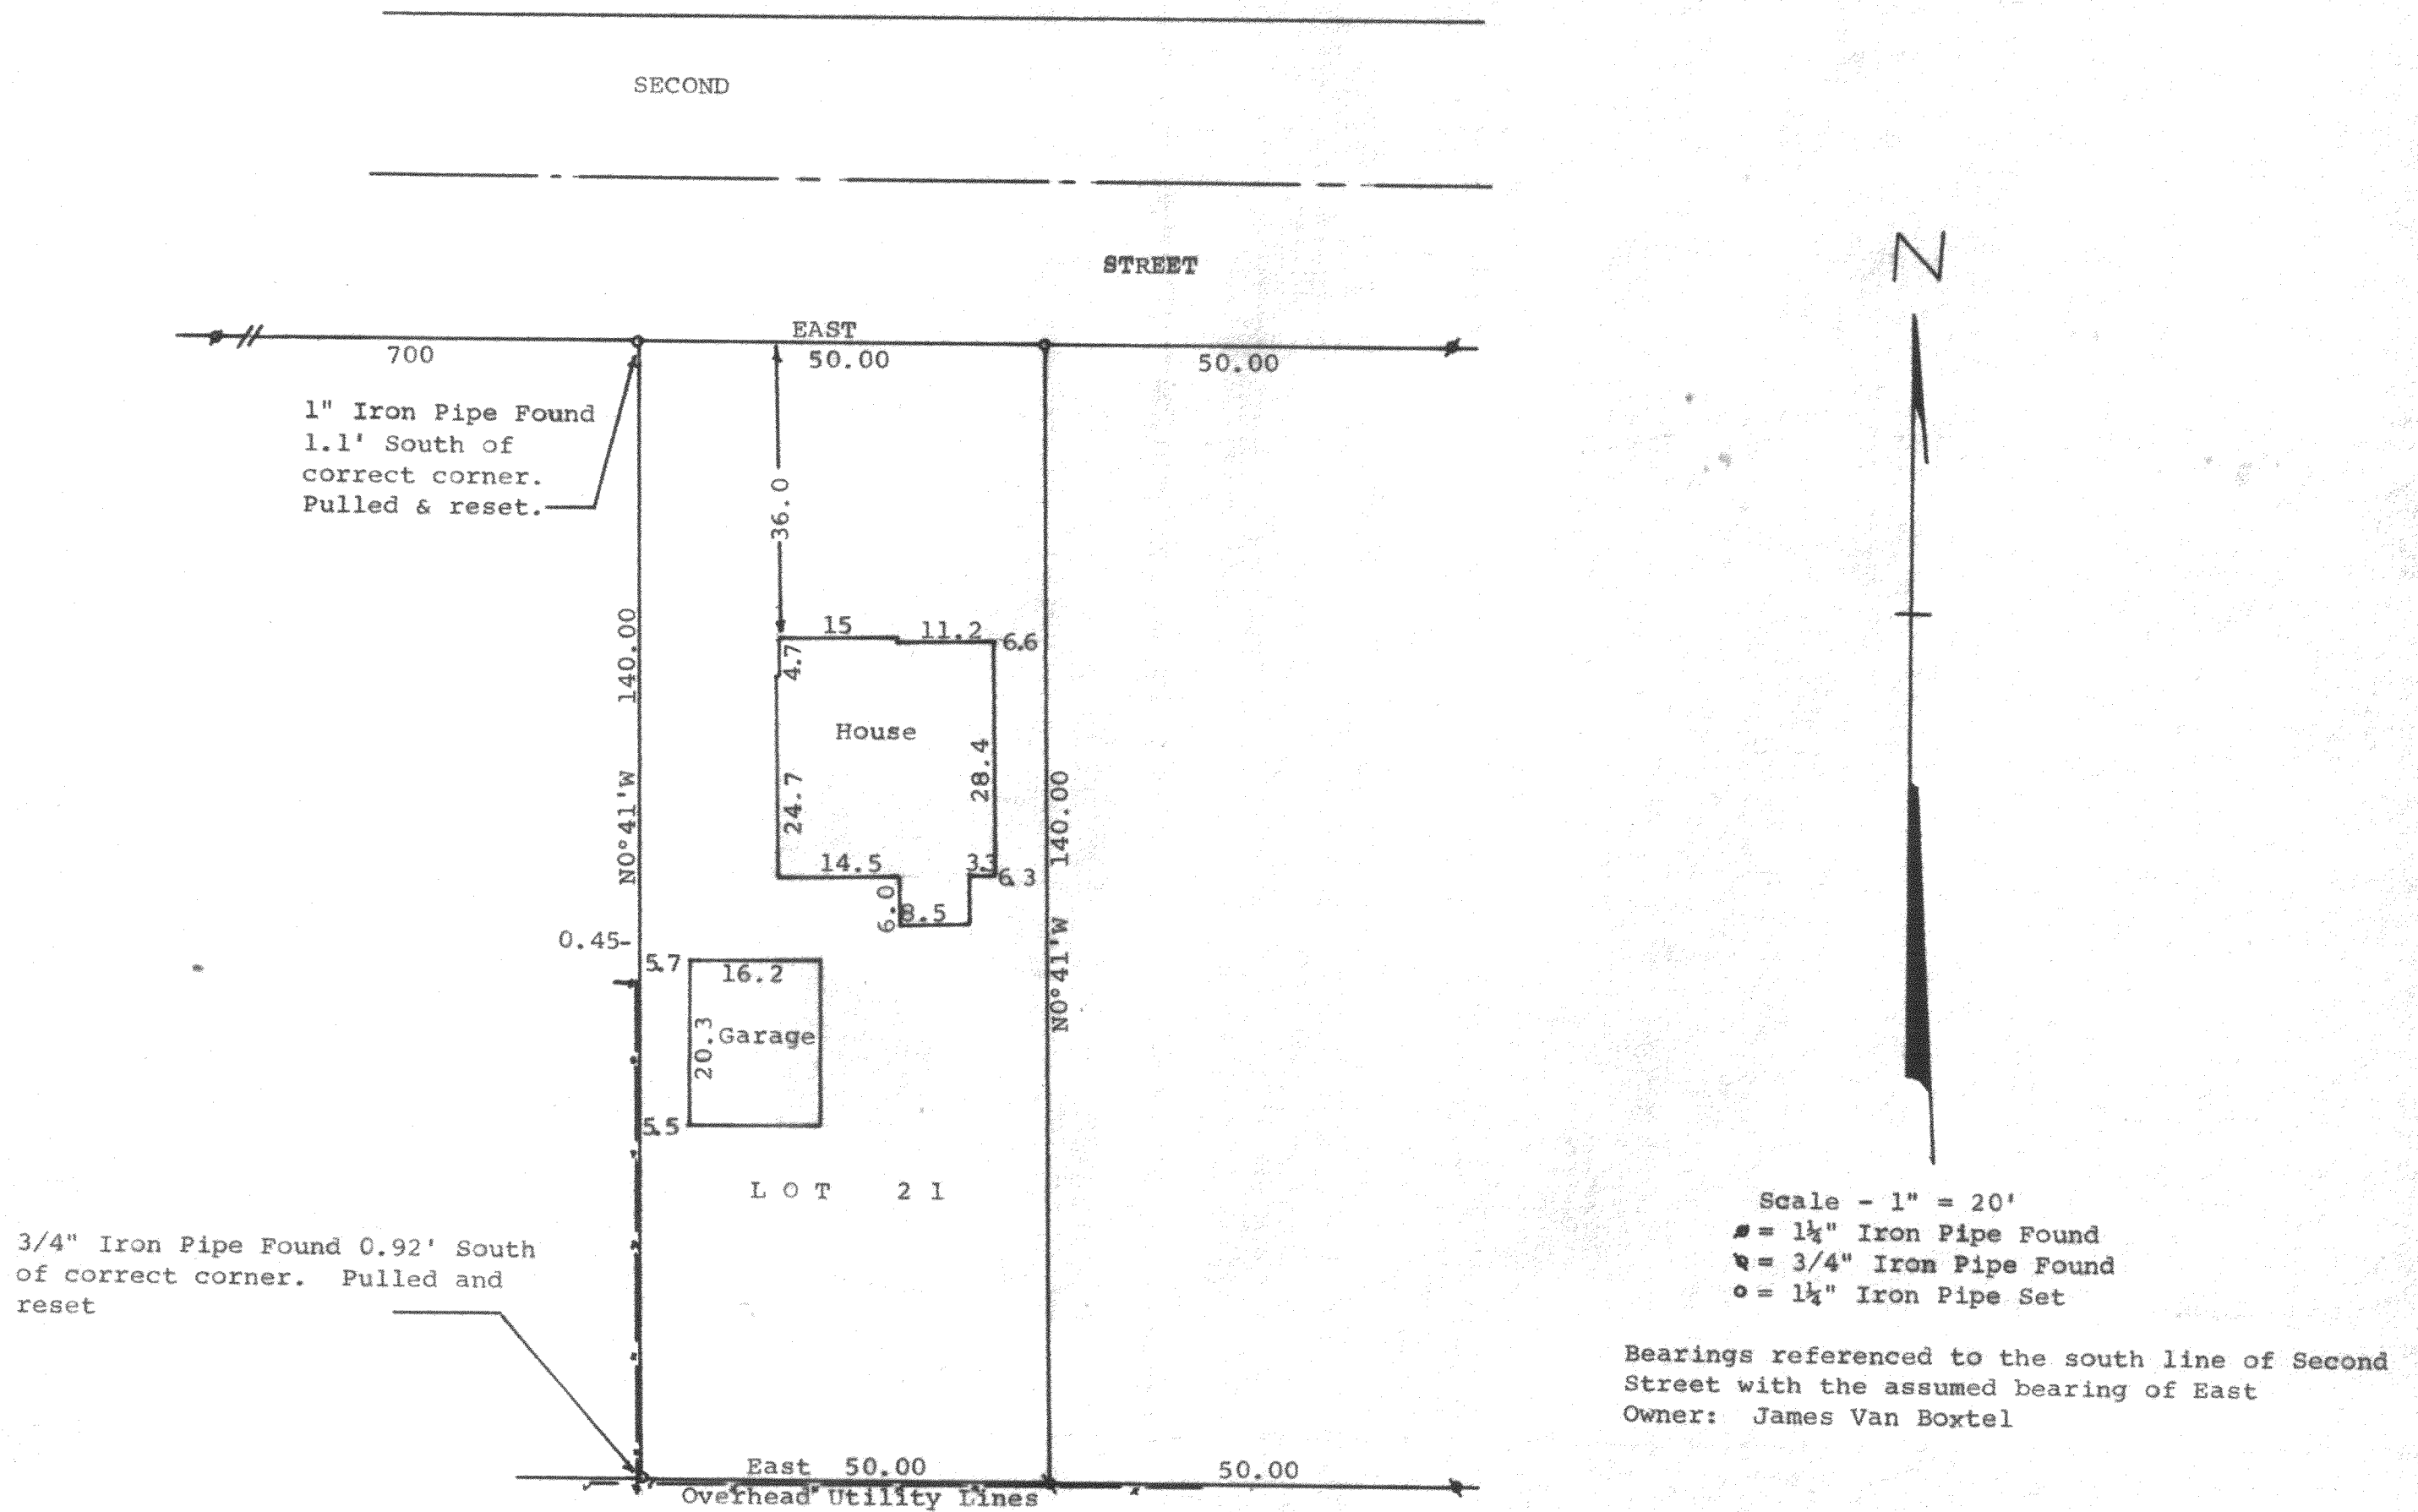 SECOND
STREET
N
EAST
700
50.00
50.00
1" Iron Pipe Found
1.1' South of
correct corner.
Pulled & reset.
36.0
140.00
15
11.2
6.6
4.7
House
28.4
24.7
140.00
N0°41'W
14.5
3.3
6.3
6.0
8.5
0.45
N0°41'W
5.7
16.2
20.3
Garage
5.5
LOT 21
3/4" Iron Pipe Found 0.92' South
of correct corner. Pulled and
reset
East 50.00
50.00
Overhead Utility Lines
Scale - 1" = 20'
= 1¼" Iron Pipe Found
= 3/4" Iron Pipe Found
= 1¼" Iron Pipe Set
Bearings referenced to the south line of Second
Street with the assumed bearing of East
Owner: James Van Boxtel